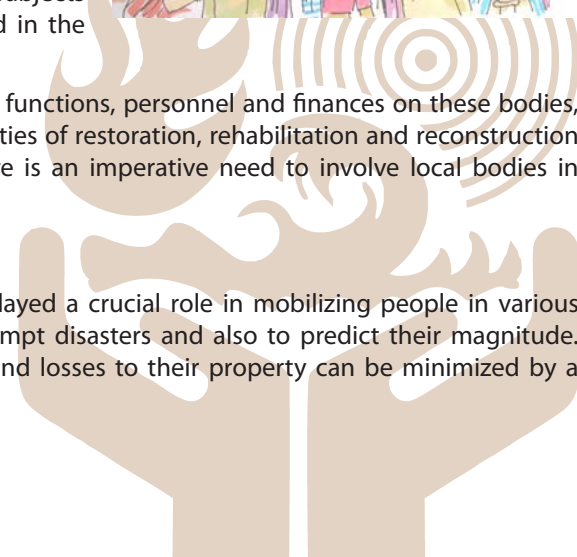 d in the
functions, personnel and finances on these bodies,
ties of restoration, rehabilitation and reconstruction
e is an imperative need to involve local bodies in
layed a crucial role in mobilizing people in various
mpt disasters and also to predict their magnitude.
nd losses to their property can be minimized by a